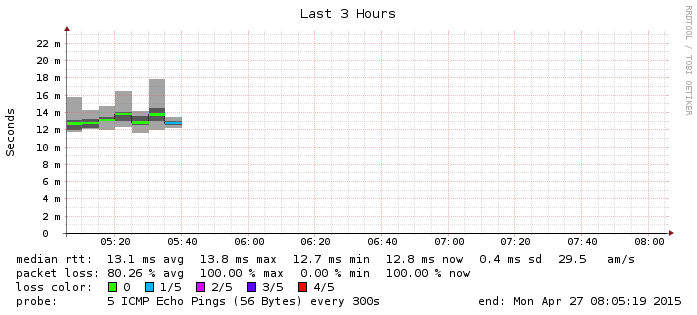 Last 3 Hours
RRDTOOL / TOBI OETIKER
Seconds
22 m
20 m
18 m
16 m
14 m
12 m
10 m
8 m
6 m
4 m
2 m
0
05:20 05:40 06:00 06:20 06:40 07:00 07:20 07:40 08:00
median rtt: 13.1 ms avg 13.8 ms max 12.7 ms min 12.8 ms now 0.4 ms sd 29.5 am/s
packet loss: 80.26 % avg 100.00 % max 0.00 % min 100.00 % now
loss color: 0 1/5 2/5 3/5 4/5
probe: 5 ICMP Echo Pings (56 Bytes) every 300s end: Mon Apr 27 08:05:19 2015